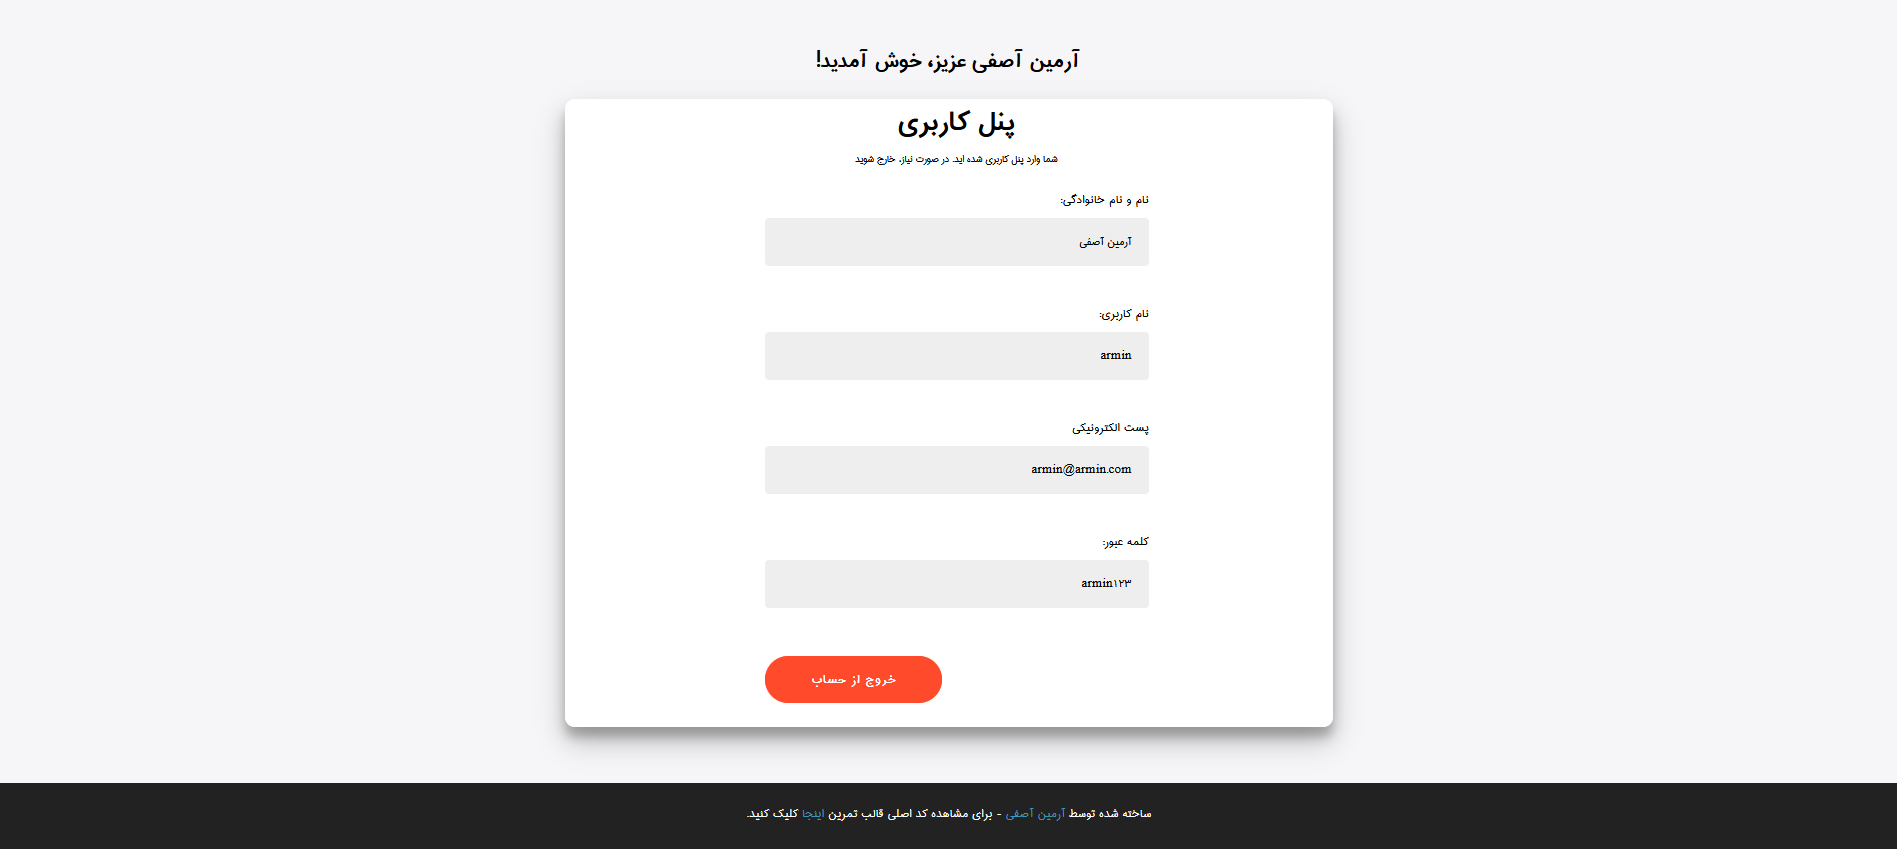 آرمین آصفی عزیز، خوش آمدید!
پنل کاربری
شما وارد پنل کاربری شده اید. در صورت نیاز، خارج شوید
نام و نام خانوادگی:
آرمین آصفی
نام کاربری:
armin
پست الکترونیکی
armin@armin.com
کلمه عبور:
armin۱۲۳
خروج از حساب
ساخته شده توسط آرمین آصفی - برای مشاهده کد اصلی قالب تمرین اینجا کلیک کنید.